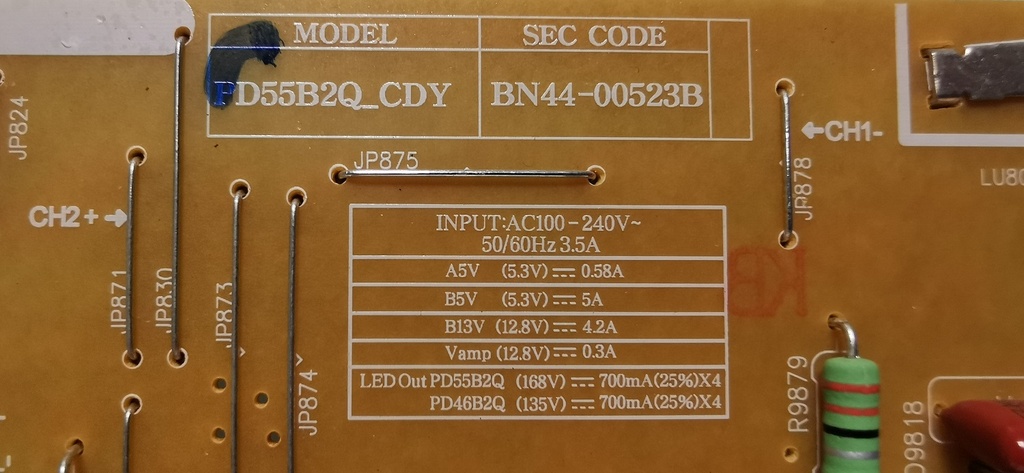 MODEL SEC CODE
PD55B2Q_CDY BN44-00523B
JP824
JP875
←CH1-
JP878
CH2+→
INPUT:AC100-240V~
50/60Hz 3.5A
A5V (5.3V) ⎓ 0.58A
B5V (5.3V) ⎓ 5A
B13V (12.8V) ⎓ 4.2A
Vamp (12.8V) ⎓ 0.3A
LED Out PD55B2Q (168V) ⎓ 700mA(25%)X4
PD46B2Q (135V) ⎓ 700mA(25%)X4
JP871
JP830
JP873
JP874
KB
R9879
D9818